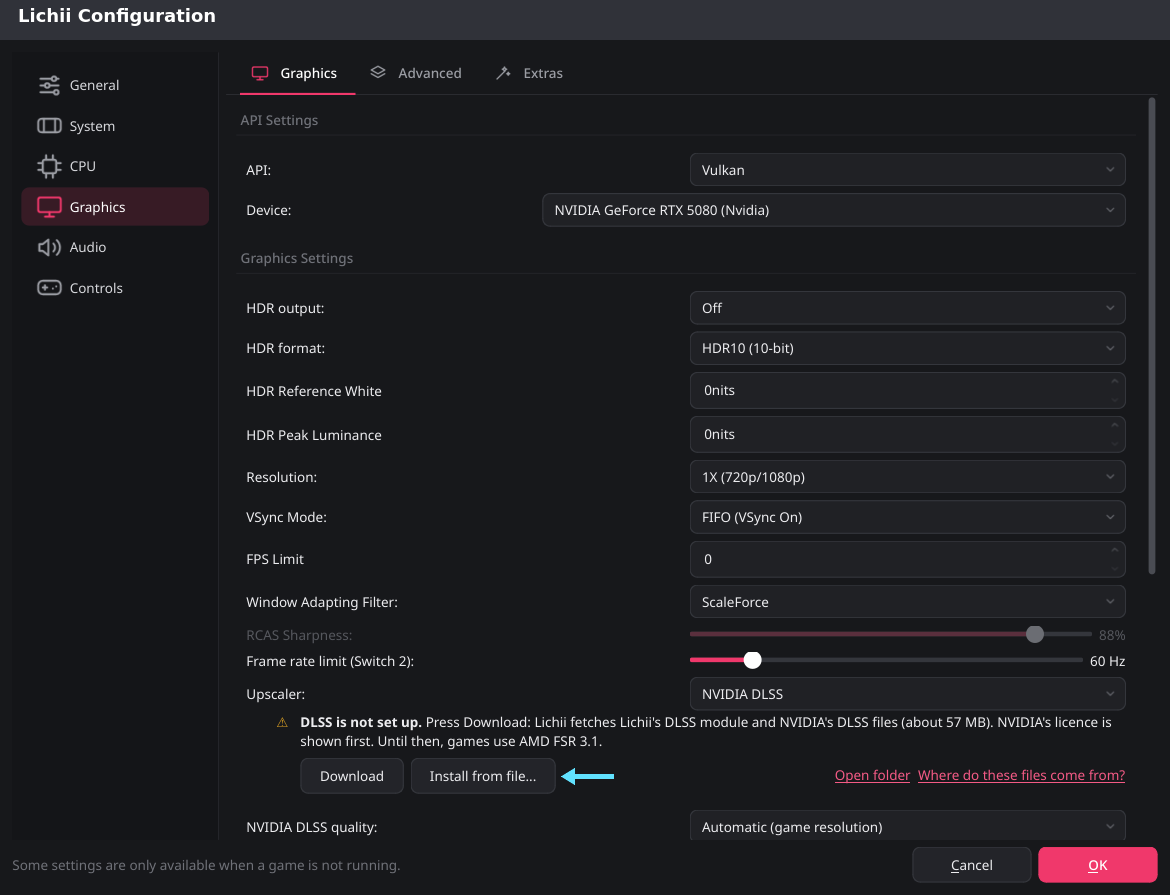 Lichii Configuration
General
System
CPU
Graphics
Audio
Controls
Graphics Advanced Extras
API Settings
API: Vulkan
Device: NVIDIA GeForce RTX 5080 (Nvidia)
Graphics Settings
HDR output: Off
HDR format: HDR10 (10-bit)
HDR Reference White 0nits
HDR Peak Luminance 0nits
Resolution: 1X (720p/1080p)
VSync Mode: FIFO (VSync On)
FPS Limit 0
Window Adapting Filter: ScaleForce
RCAS Sharpness: 88%
Frame rate limit (Switch 2): 60 Hz
Upscaler: NVIDIA DLSS
⚠ DLSS is not set up. Press Download: Lichii fetches Lichii's DLSS module and NVIDIA's DLSS files (about 57 MB). NVIDIA's licence is
shown first. Until then, games use AMD FSR 3.1.
Download Install from file... Open folder Where do these files come from?
NVIDIA DLSS quality: Automatic (game resolution)
Some settings are only available when a game is not running. Cancel OK